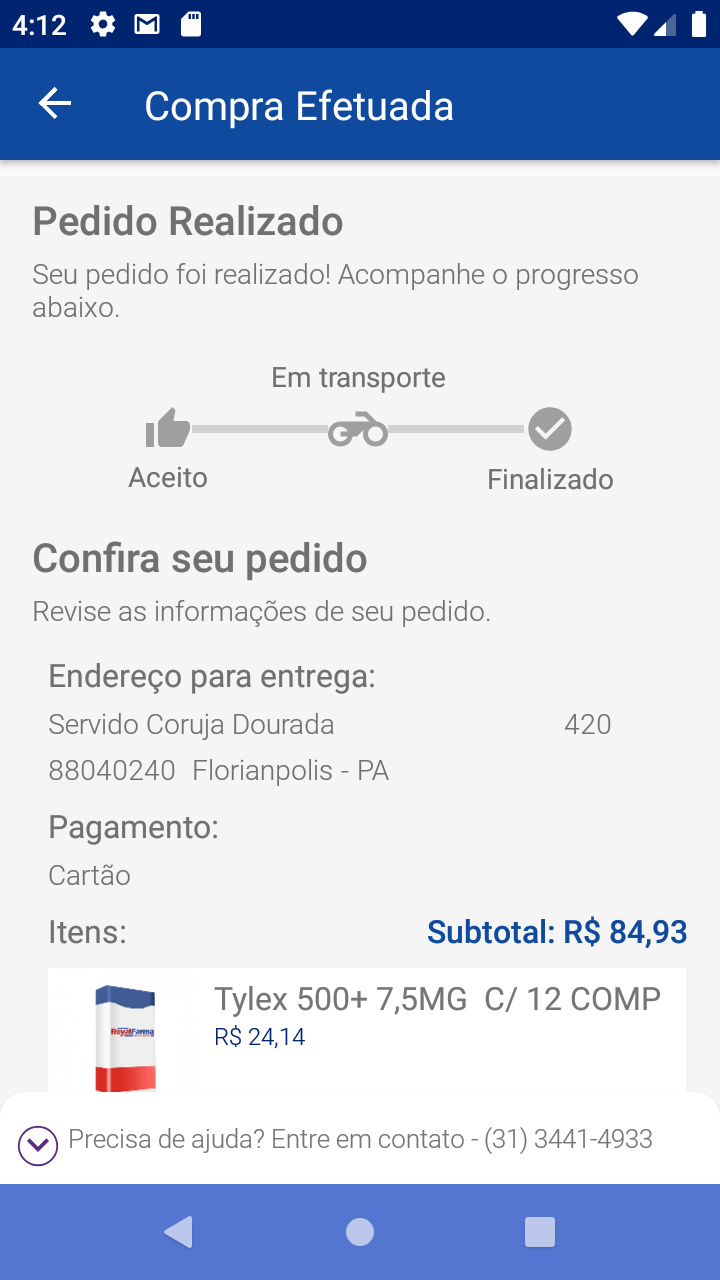 4:12
Compra Efetuada
Pedido Realizado
Seu pedido foi realizado! Acompanhe o progresso
abaixo.
Em transporte
Aceito
Finalizado
Confira seu pedido
Revise as informações de seu pedido.
Endereço para entrega:
Servido Coruja Dourada 420
88040240 Florianpolis - PA
Pagamento:
Cartão
Itens: Subtotal: R$ 84,93
Tylex 500+ 7,5MG  C/ 12 COMP
R$ 24,14
RoyalFarma
Precisa de ajuda? Entre em contato - (31) 3441-4933